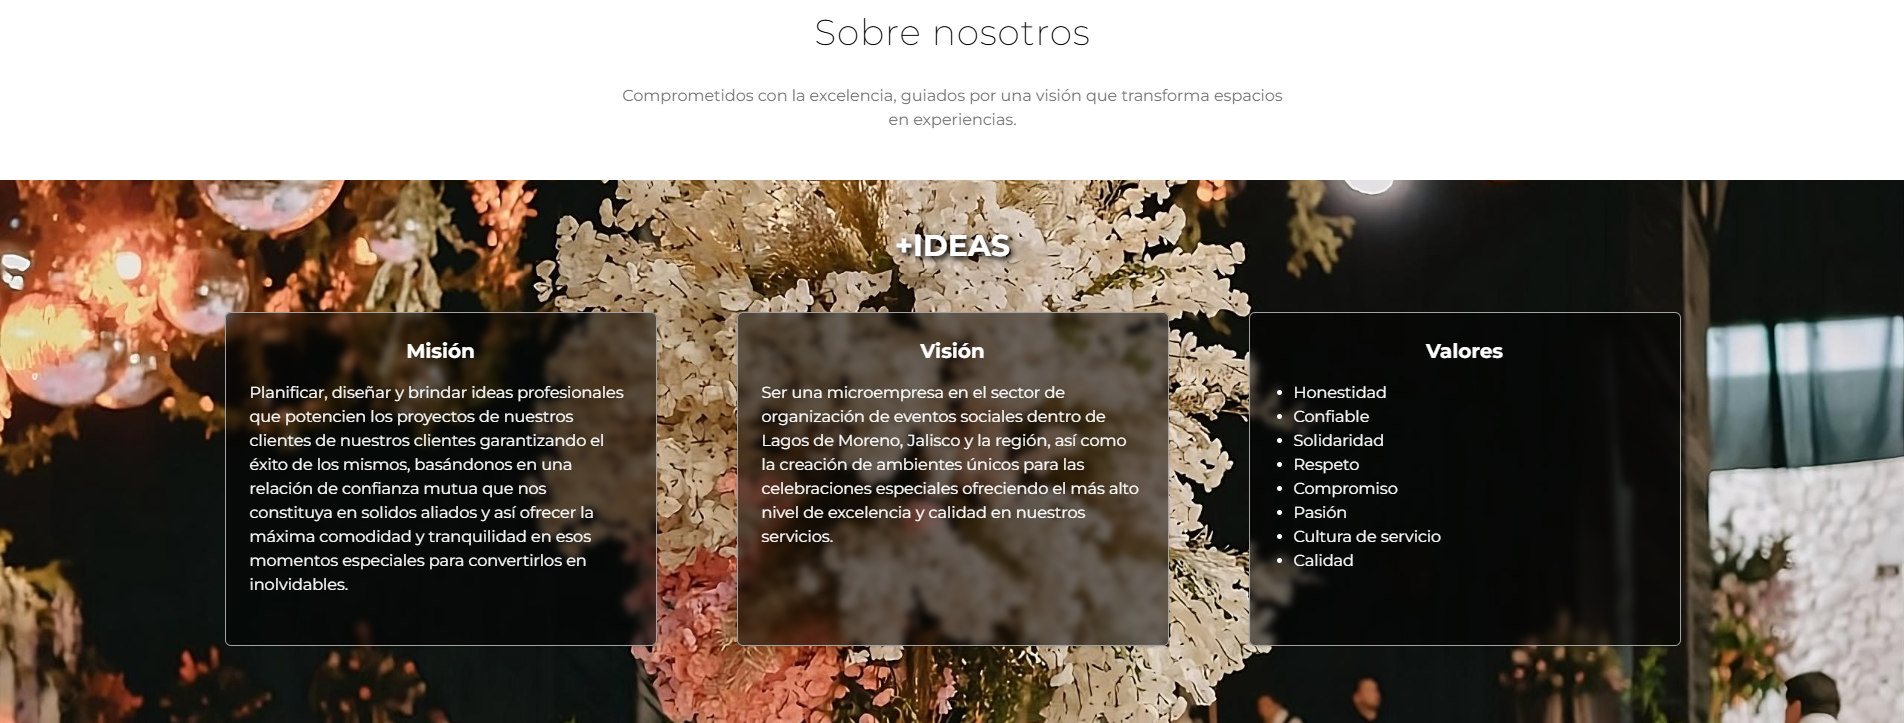 Sobre nosotros
Comprometidos con la excelencia, guiados por una visión que transforma espacios
en experiencias.
+IDEAS
Misión
Planificar, diseñar y brindar ideas profesionales
que potencien los proyectos de nuestros
clientes de nuestros clientes garantizando el
éxito de los mismos, basándonos en una
relación de confianza mutua que nos
constituya en solidos aliados y así ofrecer la
máxima comodidad y tranquilidad en esos
momentos especiales para convertirlos en
inolvidables.
Visión
Ser una microempresa en el sector de
organización de eventos sociales dentro de
Lagos de Moreno, Jalisco y la región, así como
la creación de ambientes únicos para las
celebraciones especiales ofreciendo el más alto
nivel de excelencia y calidad en nuestros
servicios.
Valores
• Honestidad
• Confiable
• Solidaridad
• Respeto
• Compromiso
• Pasión
• Cultura de servicio
• Calidad